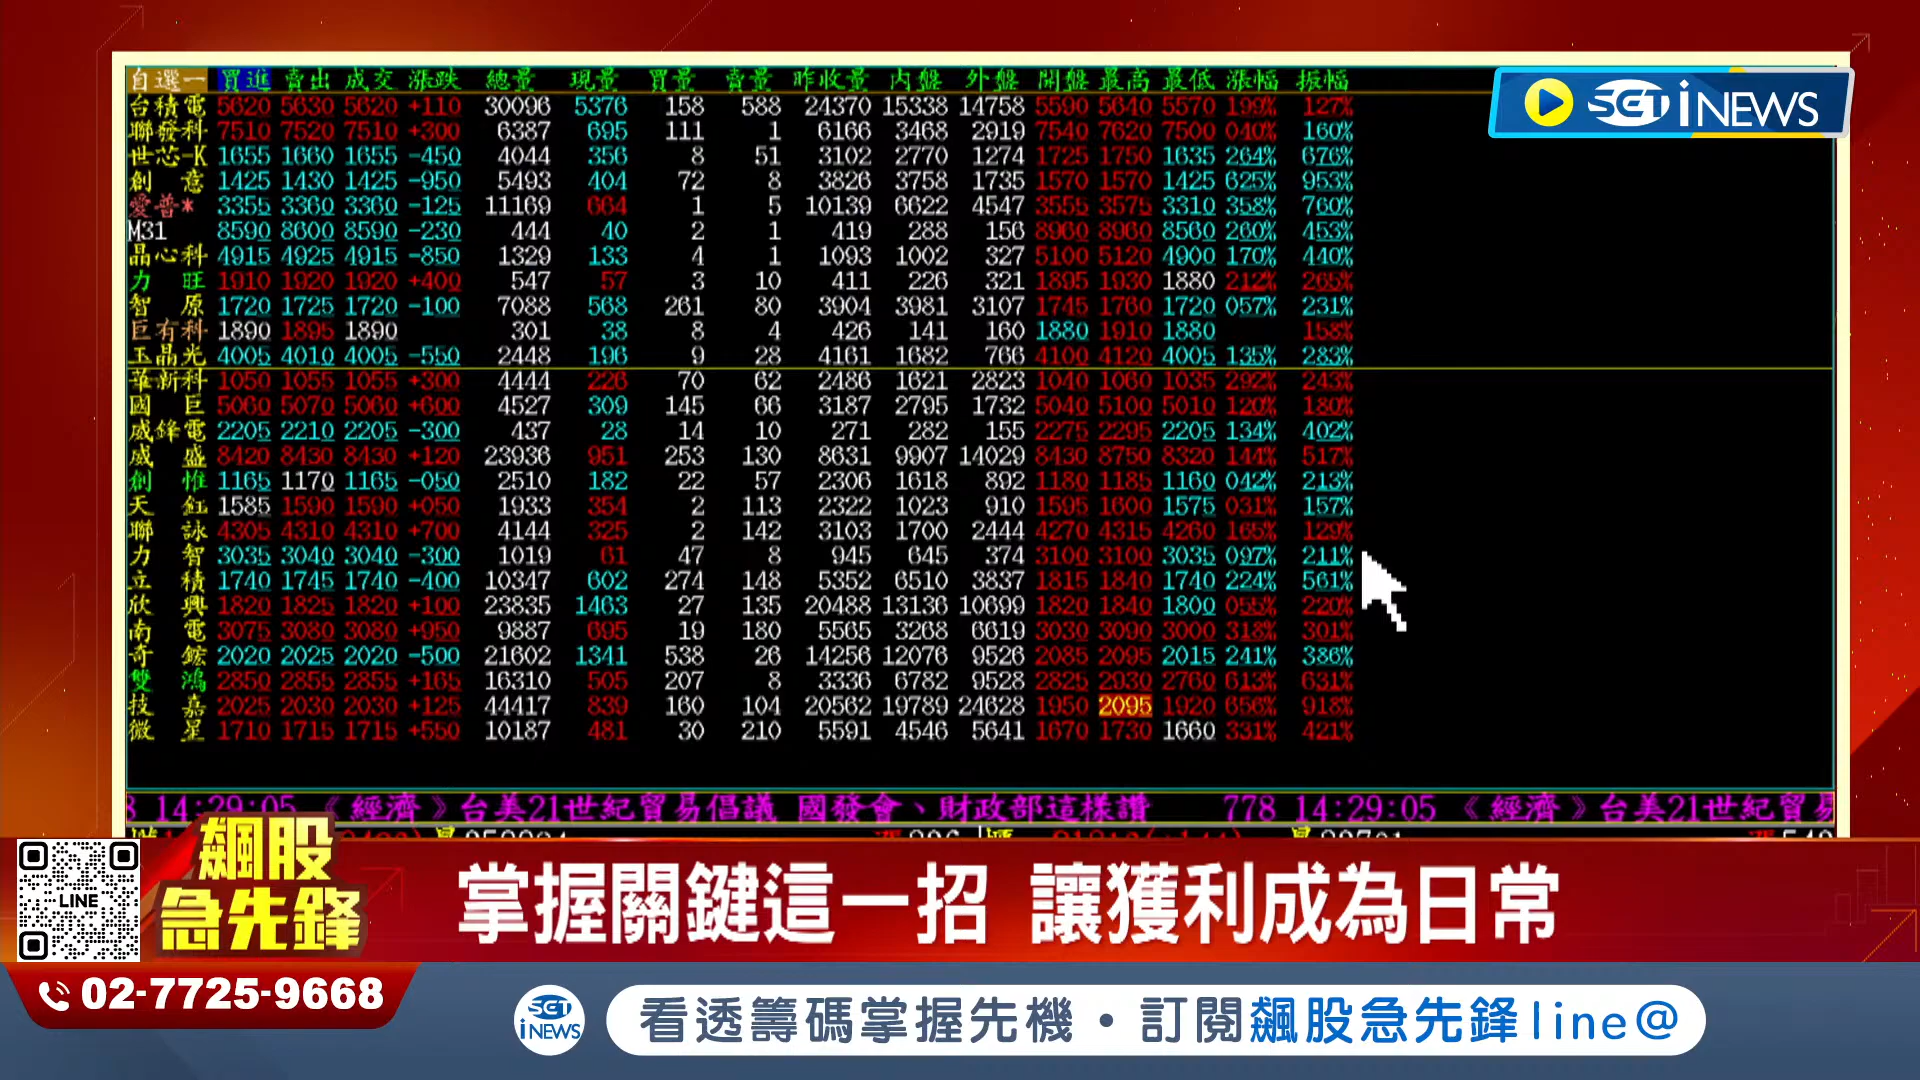 自選一 買進 賣出 成交 漲跌 總量 現量 買量 賣量 昨收量 內盤 外盤 開盤 最高 最低 漲幅 振幅
台積電 5620 5630 5620 +110 30096 5376 158 588 24370 15338 14758 5590 5640 5570 199% 127%
聯發科 7510 7520 7510 +300 6387 695 111 1 6166 3468 2919 7540 7620 7500 040% 160%
世芯-K 1655 1660 1655 -450 4044 356 8 51 3102 2770 1274 1725 1750 1635 264% 676%
創意 1425 1430 1425 -950 5493 404 72 8 3826 3758 1735 1570 1570 1425 625% 953%
愛普* 3355 3360 3360 -125 11169 664 1 5 10139 6622 4547 3555 3575 3310 358% 760%
M31 8590 8600 8590 -230 444 40 2 1 419 288 156 8960 8960 8560 260% 453%
晶心科 4915 4925 4915 -850 1329 133 4 1 1093 1002 327 5100 5120 4900 170% 440%
力旺 1910 1920 1920 +400 547 57 3 10 411 226 321 1895 1930 1880 212% 265%
智原 1720 1725 1720 -100 7088 568 261 80 3904 3981 3107 1745 1760 1720 057% 231%
巨有科 1890 1895 1890 301 38 8 4 426 141 160 1880 1910 1880 158%
玉晶光 4005 4010 4005 -550 2448 196 9 28 4161 1682 766 4100 4120 4005 135% 283%
華新科 1050 1055 1055 +300 4444 226 70 62 2486 1621 2823 1040 1060 1035 292% 243%
國巨 5060 5070 5060 +600 4527 309 145 66 3187 2795 1732 5040 5100 5010 120% 180%
威鋒電 2205 2210 2205 -300 437 28 14 10 271 282 155 2275 2295 2205 134% 402%
威盛 8420 8430 8430 +120 23936 951 253 130 8631 9907 14029 8430 8750 8320 144% 517%
創惟 1165 1170 1165 -050 2510 182 22 57 2306 1618 892 1180 1185 1160 042% 213%
天鈺 1585 1590 1590 +050 1933 354 2 113 2322 1023 910 1595 1600 1575 031% 157%
聯詠 4305 4310 4310 +700 4144 325 2 142 3103 1700 2444 4270 4315 4260 165% 129%
力智 3035 3040 3040 -300 1019 61 47 8 945 645 374 3100 3100 3035 097% 211%
立積 1740 1745 1740 -400 10347 602 274 148 5352 6510 3837 1815 1840 1740 224% 561%
欣興 1820 1825 1820 +100 23835 1463 27 135 20488 13136 10699 1820 1840 1800 055% 220%
南電 3075 3080 3080 +950 9887 695 19 180 5565 3268 6619 3030 3090 3000 318% 301%
奇鋐 2020 2025 2020 -500 21602 1341 538 26 14256 12076 9526 2085 2095 2015 241% 386%
雙鴻 2850 2855 2855 +165 16310 505 207 8 3336 6782 9528 2825 2930 2760 613% 631%
技嘉 2025 2030 2030 +125 44417 839 160 104 20562 19789 24628 1950 2095 1920 656% 918%
微星 1710 1715 1715 +550 10187 481 30 210 5591 4546 5641 1670 1730 1660 331% 421%
14:29:05 《經濟》台美21世紀貿易倡議 國發會、財政部這樣讚 778 14:29:05 《經濟》台美21世紀貿易
SET iNEWS
飆股急先鋒
LINE
掌握關鍵這一招 讓獲利成為日常
02-7725-9668
SET iNEWS
看透籌碼掌握先機・訂閱飆股急先鋒line@